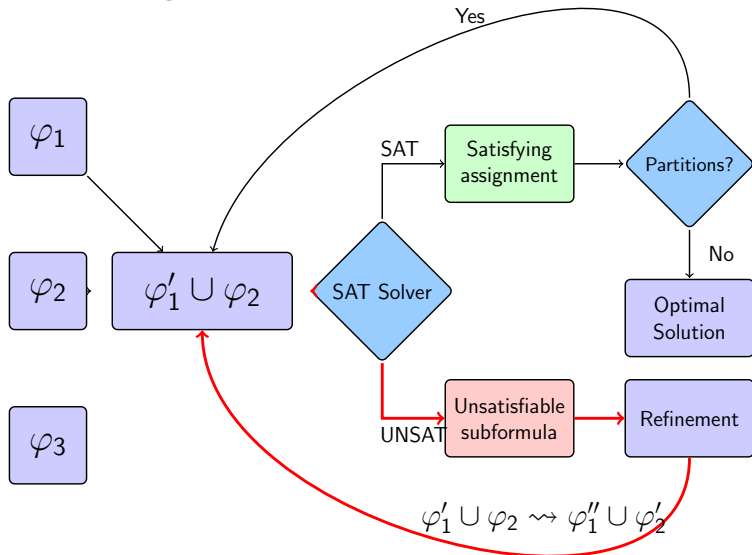 Yes
φ₁
SAT
Satisfying
assignment
Partitions?
φ₂
φ′₁ ∪ φ₂
SAT Solver
No
Optimal
Solution
φ₃
UNSAT
Unsatisfiable
subformula
Refinement
φ′₁ ∪ φ₂ ⇝ φ″₁ ∪ φ′₂